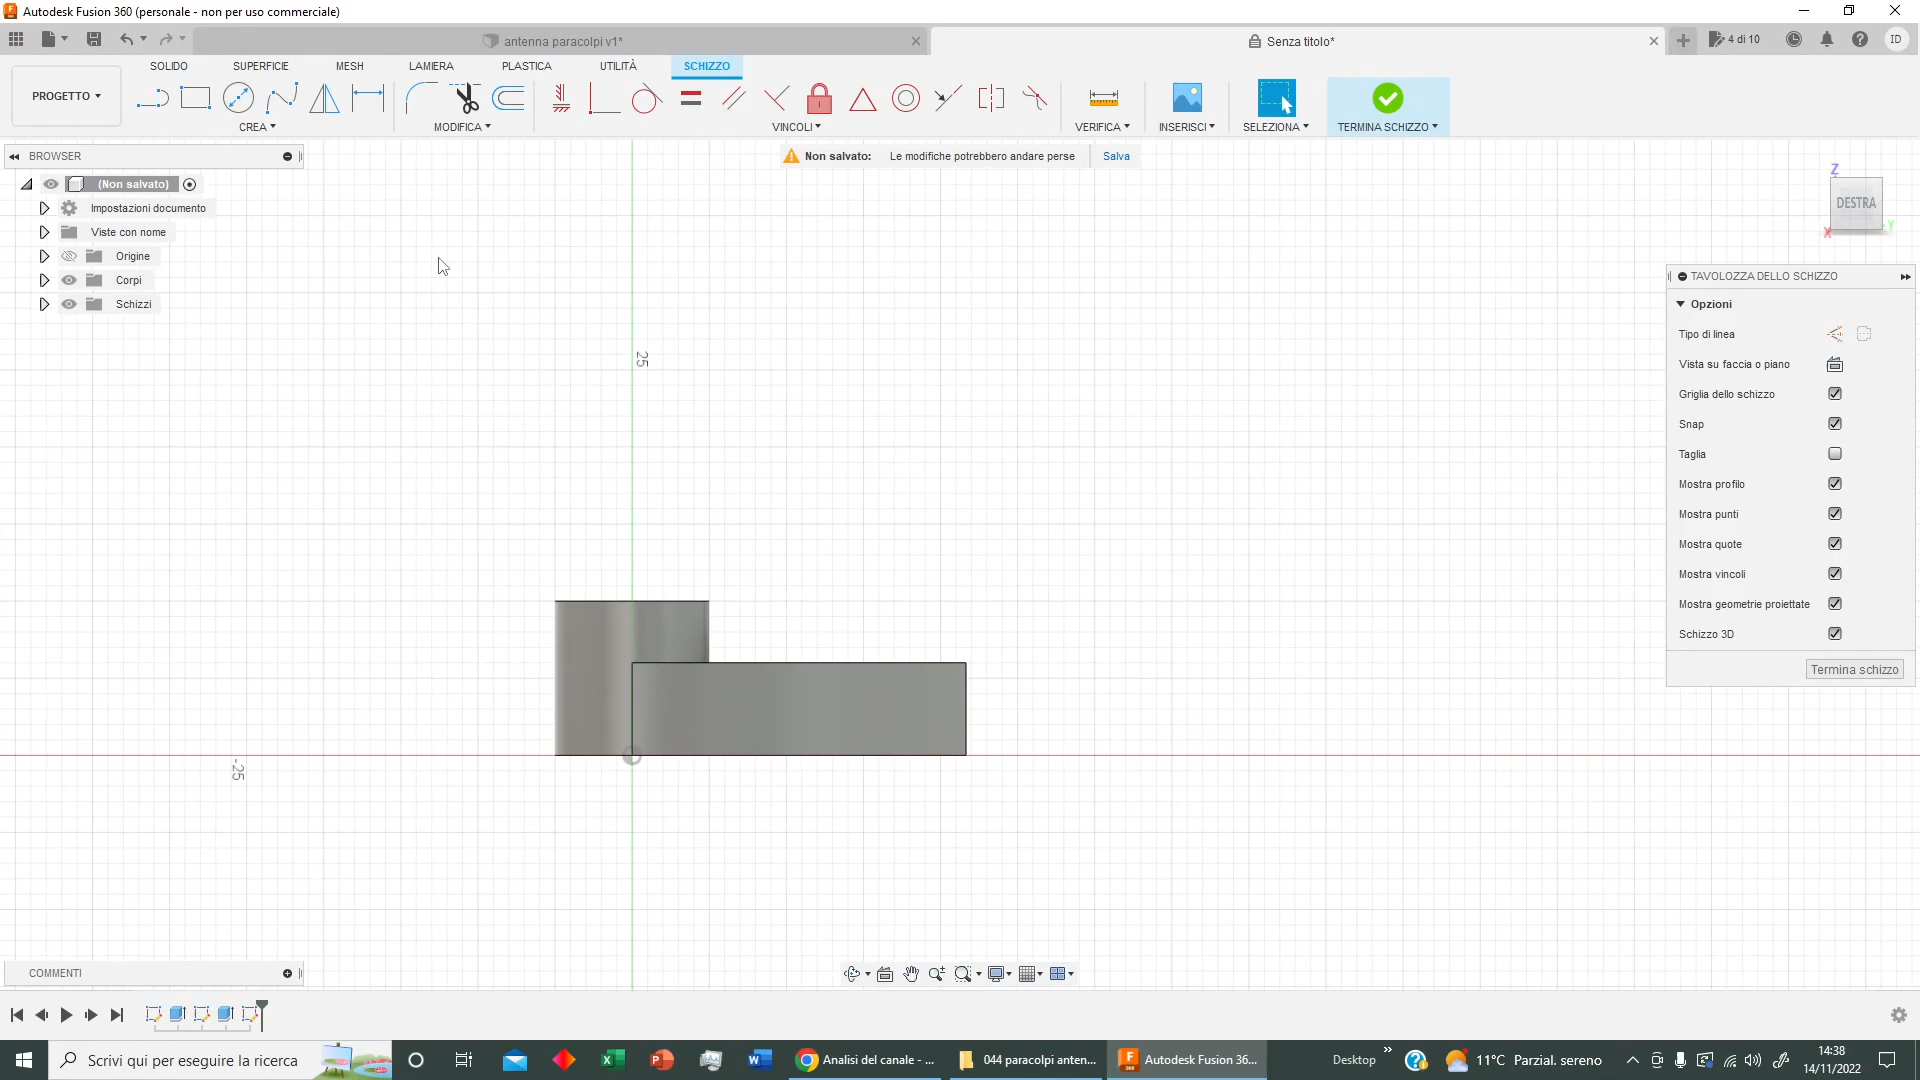 Autodesk Fusion 360 (personale - non per uso commerciale)
antenna paracolpi v1*
Senza titolo*
4 di 10
ID
PROGETTO
SOLIDO
SUPERFICIE
MESH
LAMIERA
PLASTICA
UTILITÀ
SCHIZZO
CREA
MODIFICA
VINCOLI
VERIFICA
INSERISCI
SELEZIONA
TERMINA SCHIZZO
BROWSER
Non salvato:
Le modifiche potrebbero andare perse
Salva
(Non salvato)
Impostazioni documento
Viste con nome
Origine
Corpi
Schizzi
Z
DESTRA
X
Y
TAVOLOZZA DELLO SCHIZZO
Opzioni
Tipo di linea
Vista su faccia o piano
Griglia dello schizzo
Snap
Taglia
Mostra profilo
Mostra punti
Mostra quote
Mostra vincoli
Mostra geometrie proiettate
Schizzo 3D
Termina schizzo
25
-25
COMMENTI
Scrivi qui per eseguire la ricerca
Analisi del canale - ...
044 paracolpi anten...
Autodesk Fusion 36...
Desktop
11°C Parzial. sereno
14:38
14/11/2022